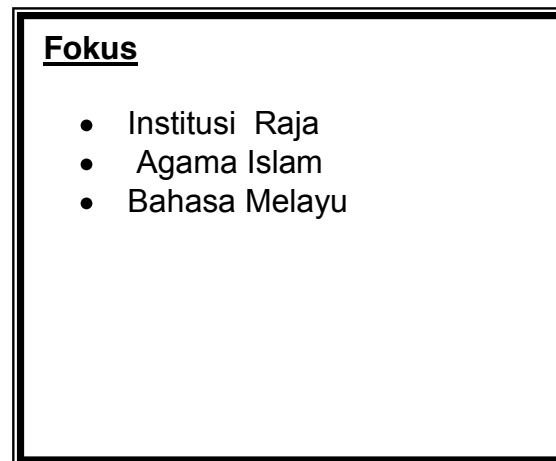 Fokus
• Institusi Raja
• Agama Islam
• Bahasa Melayu